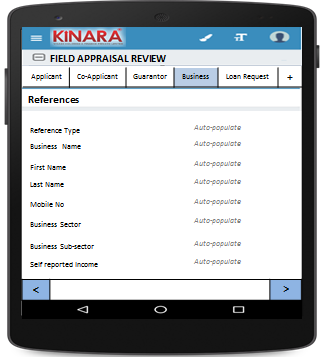 KINARA
FIELD APPRAISAL REVIEW
Applicant Co-Applicant Guarantor Business Loan Request +
References
Reference Type Auto-populate
Business Name Auto-populate
First Name Auto-populate
Last Name Auto-populate
Mobile No Auto-populate
Business Sector Auto-populate
Business Sub-sector Auto-populate
Self reported Income Auto-populate
< >